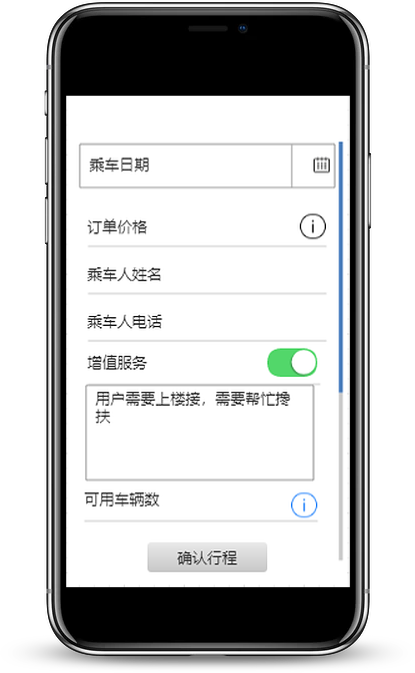 乘车日期
订单价格
乘车人姓名
乘车人电话
增值服务
用户需要上楼接，需要帮忙搀
扶
可用车辆数
确认行程